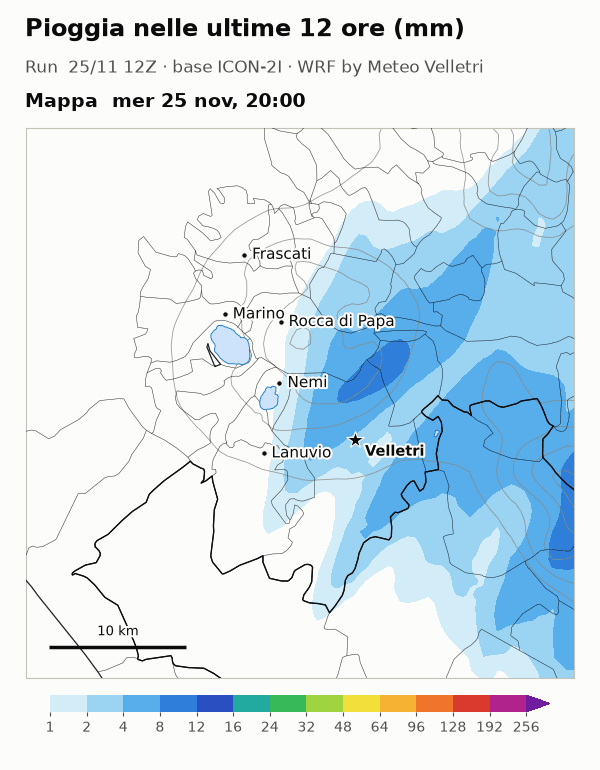 Pioggia nelle ultime 12 ore (mm)
Run  25/11 12Z · base ICON-2I · WRF by Meteo Velletri
Mappa  mer 25 nov, 20:00
Frascati
Marino
Rocca di Papa
Nemi
Velletri
Lanuvio
10 km
1 2 4 8 12 16 24 32 48 64 96 128 192 256